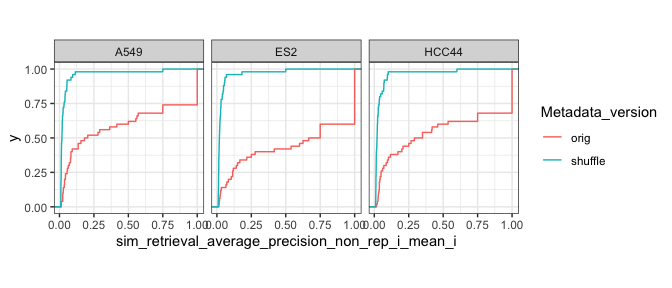 A549 ES2 HCC44
1.00
0.75
0.50
0.25
0.00
y
0.00 0.25 0.50 0.75 1.00 0.00 0.25 0.50 0.75 1.00 0.00 0.25 0.50 0.75 1.00
sim_retrieval_average_precision_non_rep_i_mean_i
Metadata_version
orig
shuffle